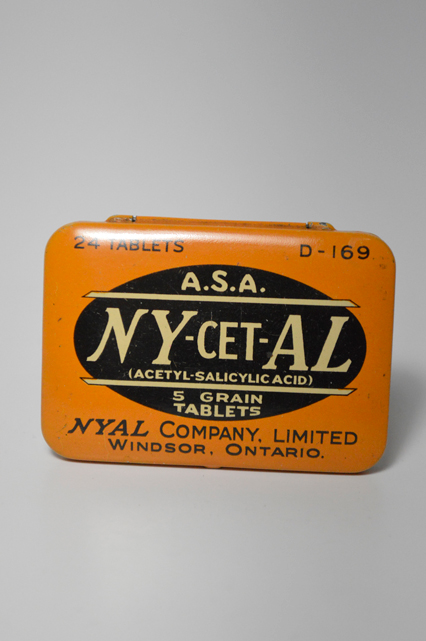 24 TABLETS D-169
A.S.A.
NY-CET-AL
(ACETYL-SALICYLIC ACID)
5 GRAIN
TABLETS
NYAL COMPANY, LIMITED
WINDSOR, ONTARIO.